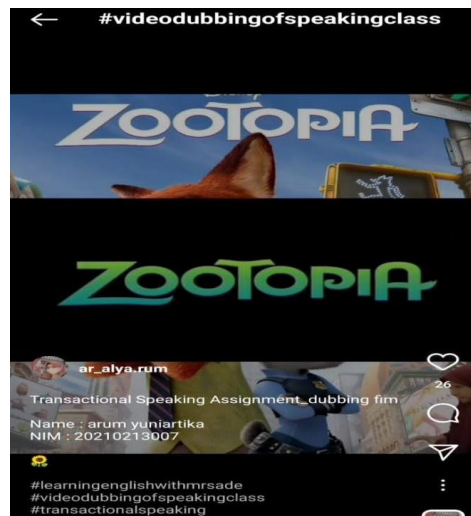 #videodubbingofspeakingclass
ZOOTOPIA
ZOOTOPIA
ar_alya.rum
26
Transactional Speaking Assignment_dubbing fim
Name : arum yuniartika
NIM : 20210213007
#learningenglishwithmrsade
#videodubbingofspeakingclass
#transactionalspeaking